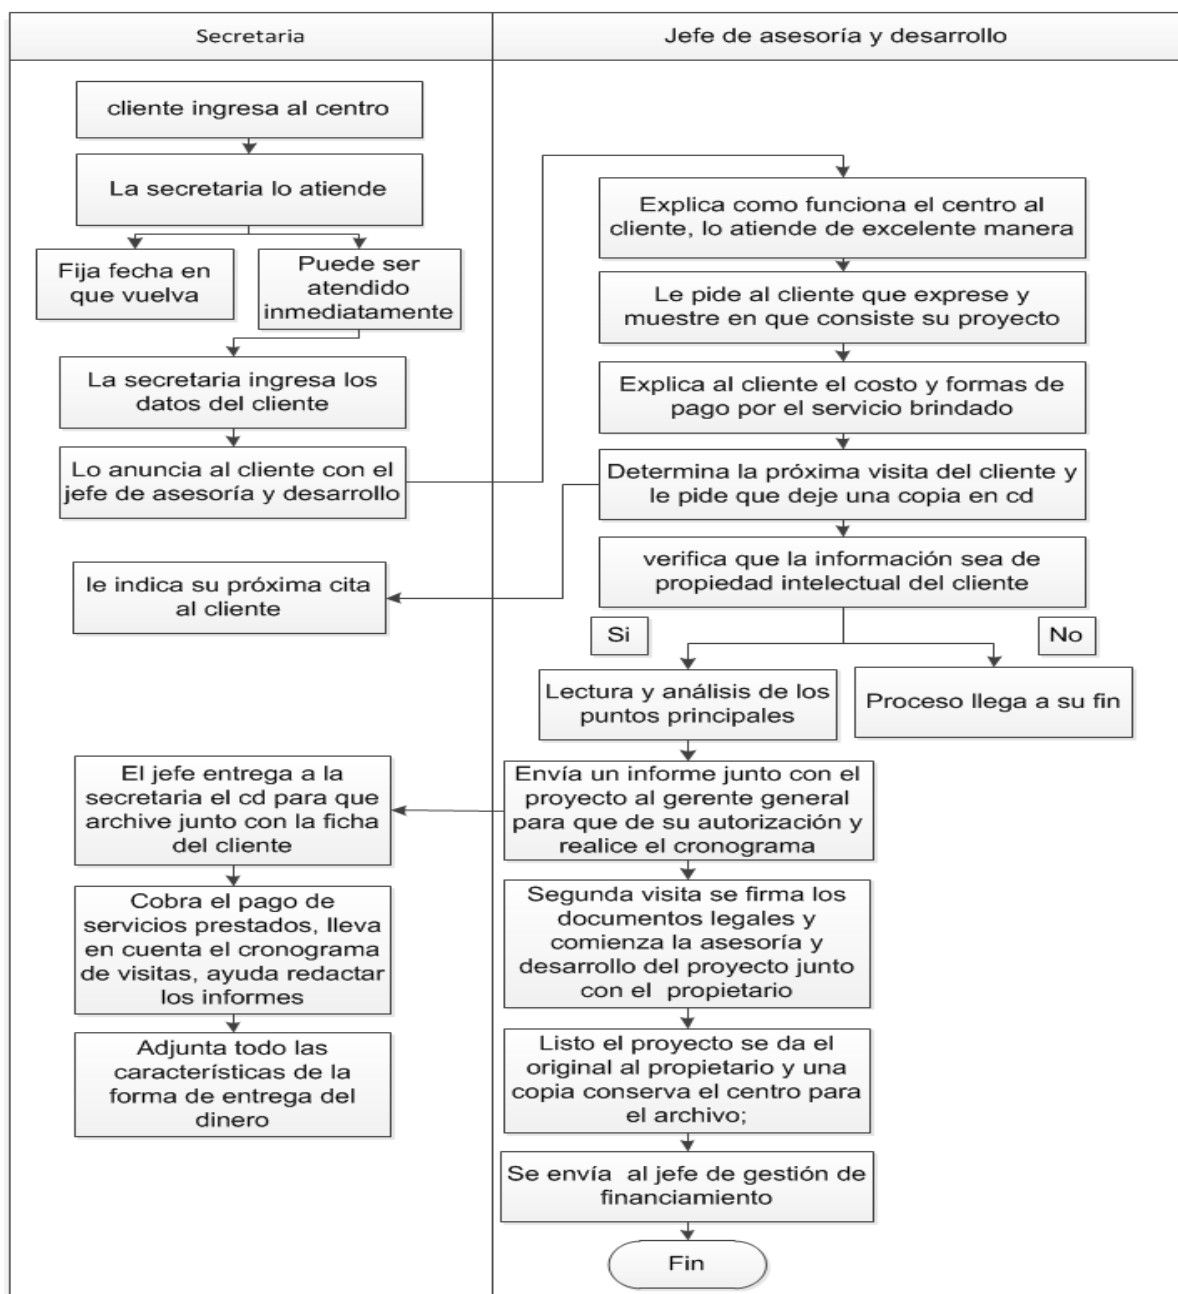 Secretaria
Jefe de asesoría y desarrollo
cliente ingresa al centro
La secretaria lo atiende
Fija fecha en
que vuelva
Puede ser
atendido
inmediatamente
La secretaria ingresa los
datos del cliente
Lo anuncia al cliente con el
jefe de asesoría y desarrollo
Explica como funciona el centro al
cliente, lo atiende de excelente manera
Le pide al cliente que exprese y
muestre en que consiste su proyecto
Explica al cliente el costo y formas de
pago por el servicio brindado
Determina la próxima visita del cliente y
le pide que deje una copia en cd
le indica su próxima cita
al cliente
verifica que la información sea de
propiedad intelectual del cliente
Si
No
Lectura y análisis de los
puntos principales
Proceso llega a su fin
Envía un informe junto con el
proyecto al gerente general
para que de su autorización y
realice el cronograma
El jefe entrega a la
secretaria el cd para que
archive junto con la ficha
del cliente
Cobra el pago de
servicios prestados, lleva
en cuenta el cronograma
de visitas, ayuda redactar
los informes
Adjunta todo las
características de la
forma de entrega del
dinero
Segunda visita se firma los
documentos legales y
comienza la asesoría y
desarrollo del proyecto junto
con el propietario
Listo el proyecto se da el
original al propietario y una
copia conserva el centro para
el archivo;
Se envía al jefe de gestión de
financiamiento
Fin